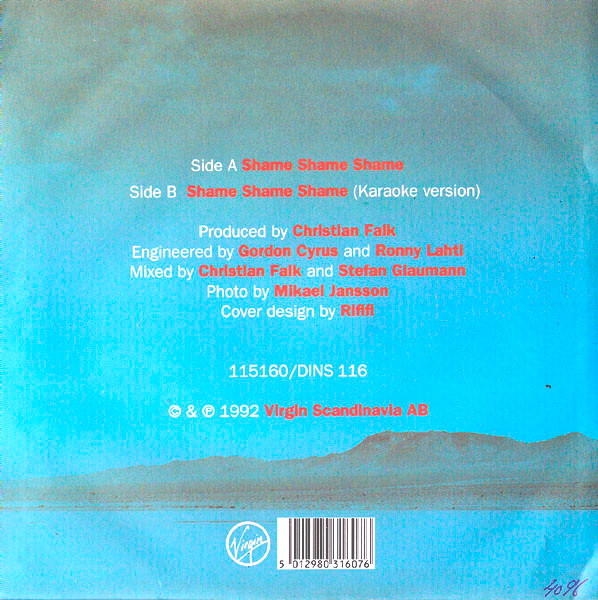 Side A Shame Shame Shame
Side B Shame Shame Shame (Karaoke version)
Produced by Christian Falk
Engineered by Gordon Cyrus and Ronny Lahti
Mixed by Christian Falk and Stefan Glaumann
Photo by Mikael Jansson
Cover design by Rififi
115160/DINS 116
© & ℗ 1992 Virgin Scandinavia AB
Virgin
5 012980 316076
4096